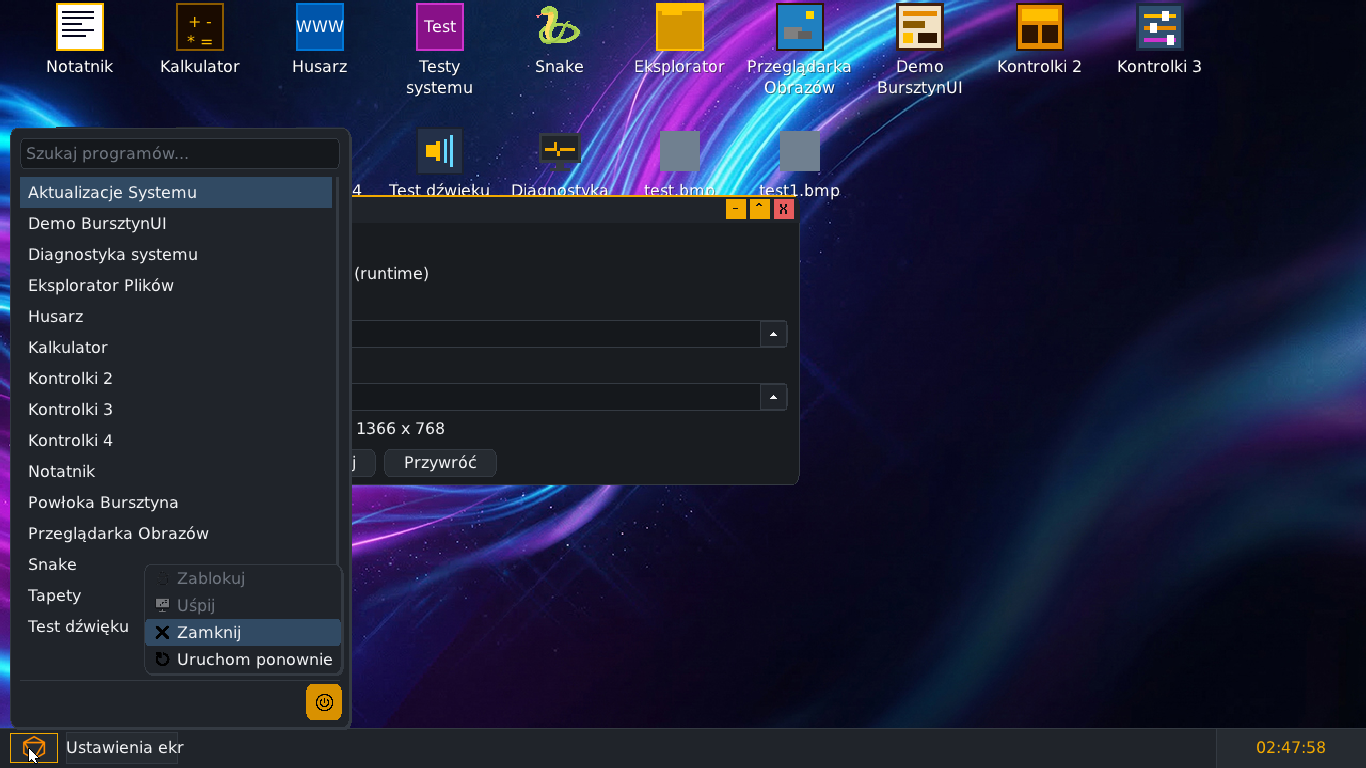 + -
* =
WWW
Test
Notatnik
Kalkulator
Husarz
Testy
systemu
Snake
Eksplorator
Przeglądarka
Obrazów
Demo
BursztynUI
Kontrolki 2
Kontrolki 3
4
Test dźwięku
Diagnostyka
test.bmp
test1.bmp
Szukaj programów...
Aktualizacje Systemu
Demo BursztynUI
Diagnostyka systemu
Eksplorator Plików
Husarz
Kalkulator
Kontrolki 2
Kontrolki 3
Kontrolki 4
Notatnik
Powłoka Bursztyna
Przeglądarka Obrazów
Snake
Tapety
Test dźwięku
Zablokuj
Uśpij
Zamknij
Uruchom ponownie
- ^ X
(runtime)
1366 x 768
j
Przywróć
Ustawienia ekr
02:47:58